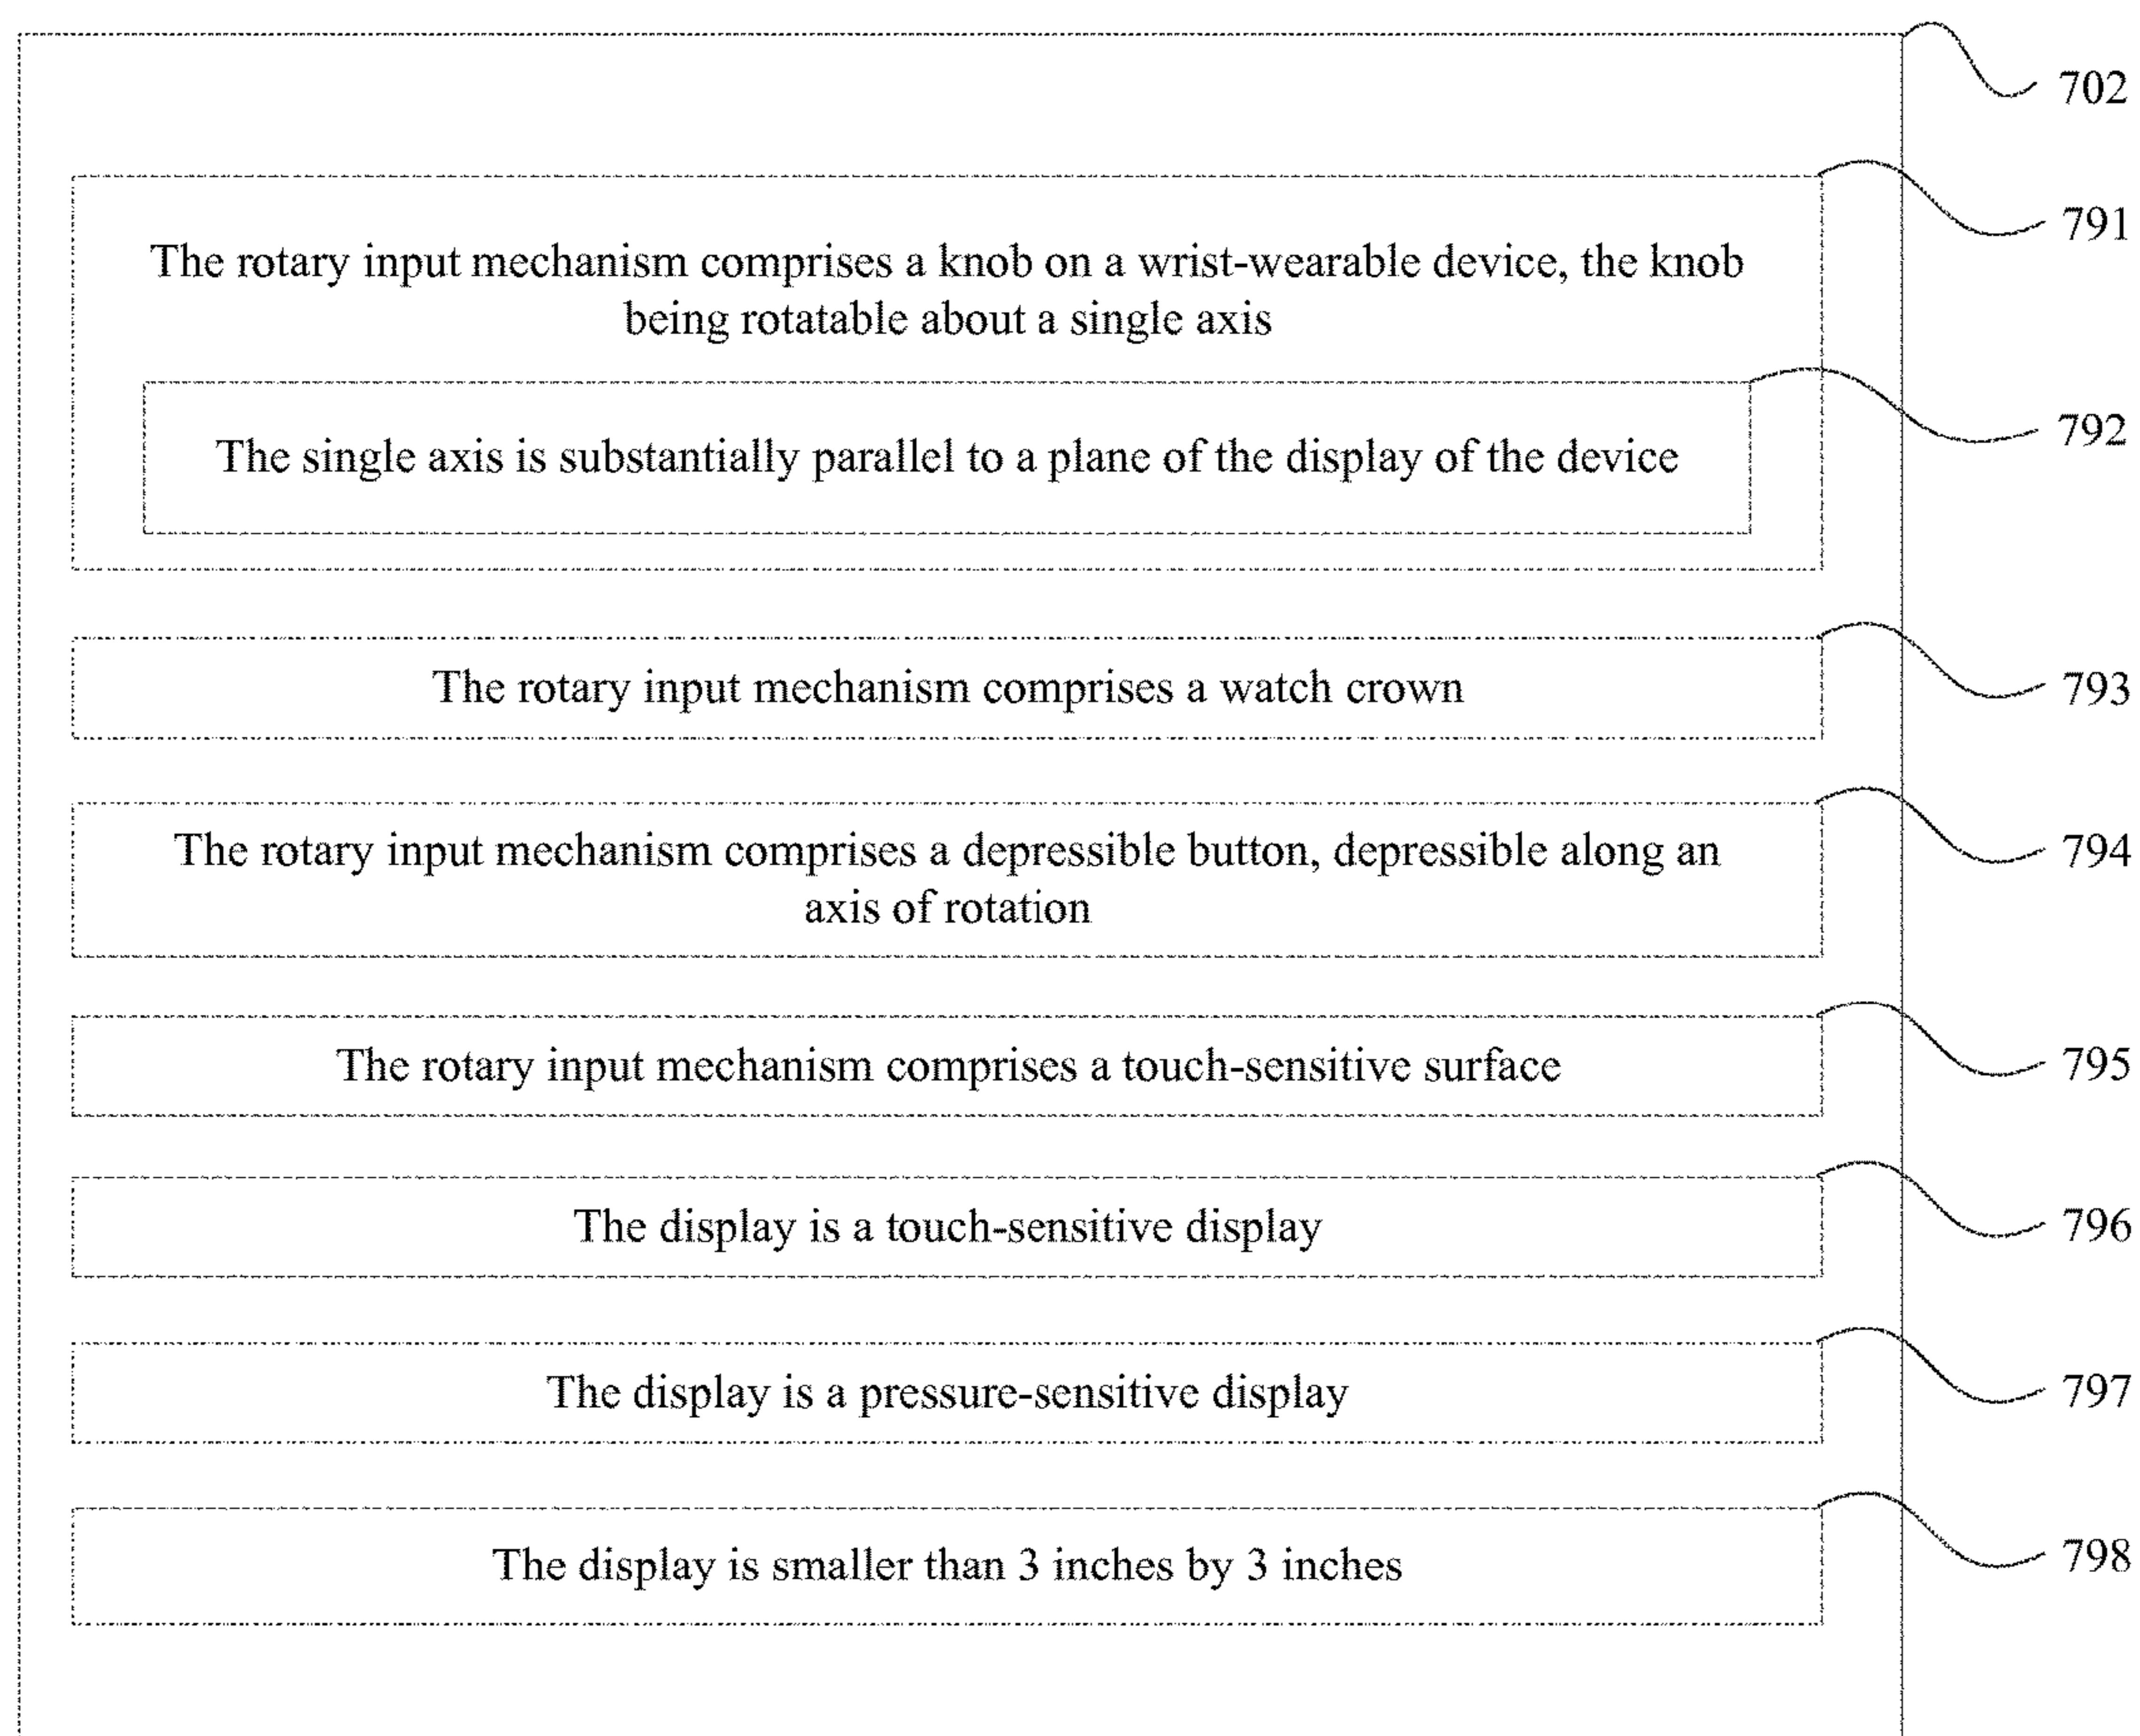 702
791
The rotary input mechanism comprises a knob on a wrist-wearable device, the knob
being rotatable about a single axis
792
The single axis is substantially parallel to a plane of the display of the device
793
The rotary input mechanism comprises a watch crown
794
The rotary input mechanism comprises a depressible button, depressible along an
axis of rotation
795
The rotary input mechanism comprises a touch-sensitive surface
796
The display is a touch-sensitive display
797
The display is a pressure-sensitive display
798
The display is smaller than 3 inches by 3 inches